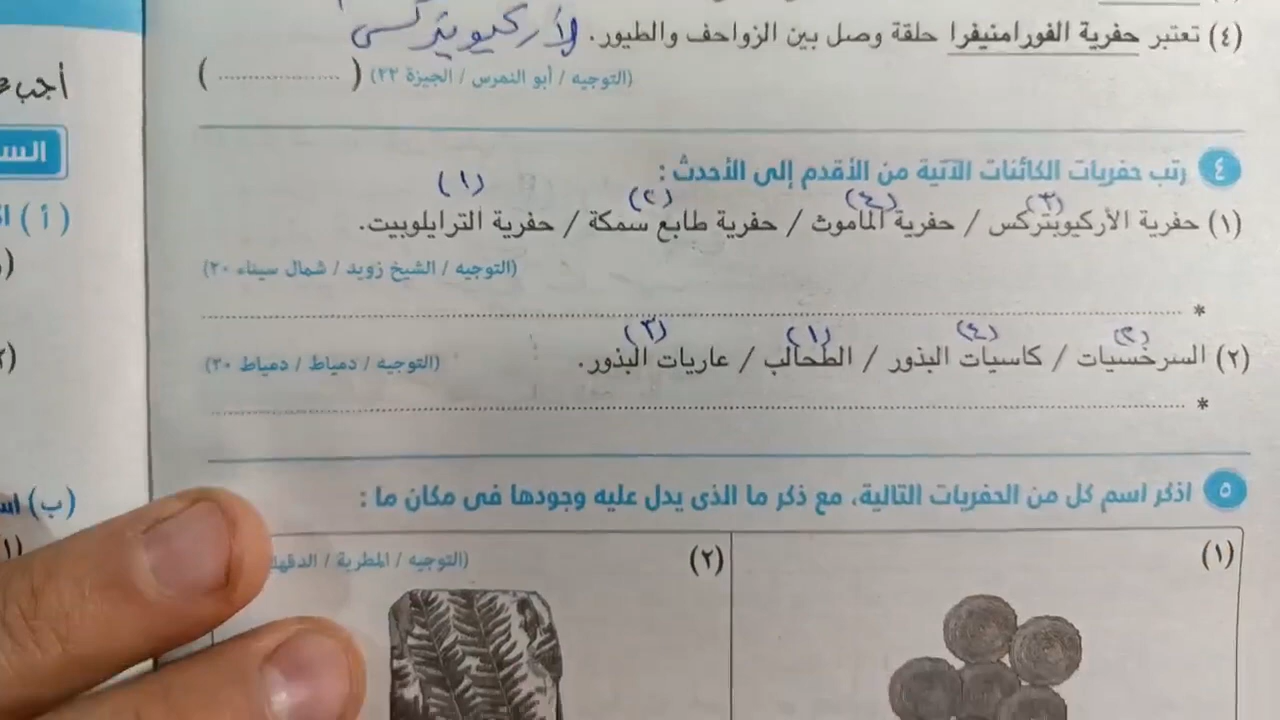 الأركيوبتركس
(٤) تعتبر حفرية الفورامنيفرا حلقة وصل بين الزواحف والطيور.
(التوجيه / أبو النمرس / الجيزة ٢٢) ( .................... )
أجب
الس
( أ )
٤ رتب حفريات الكائنات الآتية من الأقدم إلى الأحدث :
(٣) (٤) (٢) (١)
(١) حفرية الأركيوبتركس / حفرية الماموث / حفرية طابع سمكة / حفرية الترايلوبيت.
(التوجيه / الشيخ زويد / شمال سيناء ٢٠)
*
(٢) (٤) (١) (٣)
(٢) السرخسيات / كاسيات البذور / الطحالب / عاريات البذور.
(التوجيه / دمياط / دمياط ٢٠)
*
٥ اذكر اسم كل من الحفريات التالية، مع ذكر ما الذى يدل عليه وجودها فى مكان ما :
(ب)
(١)
(٢) (التوجيه / المطرية /